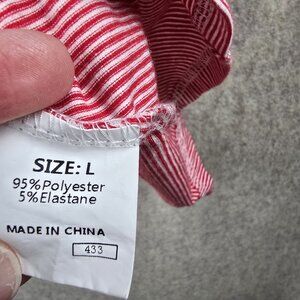 SIZE: L
95%Polyester
5%Elastane
MADE IN CHINA
433